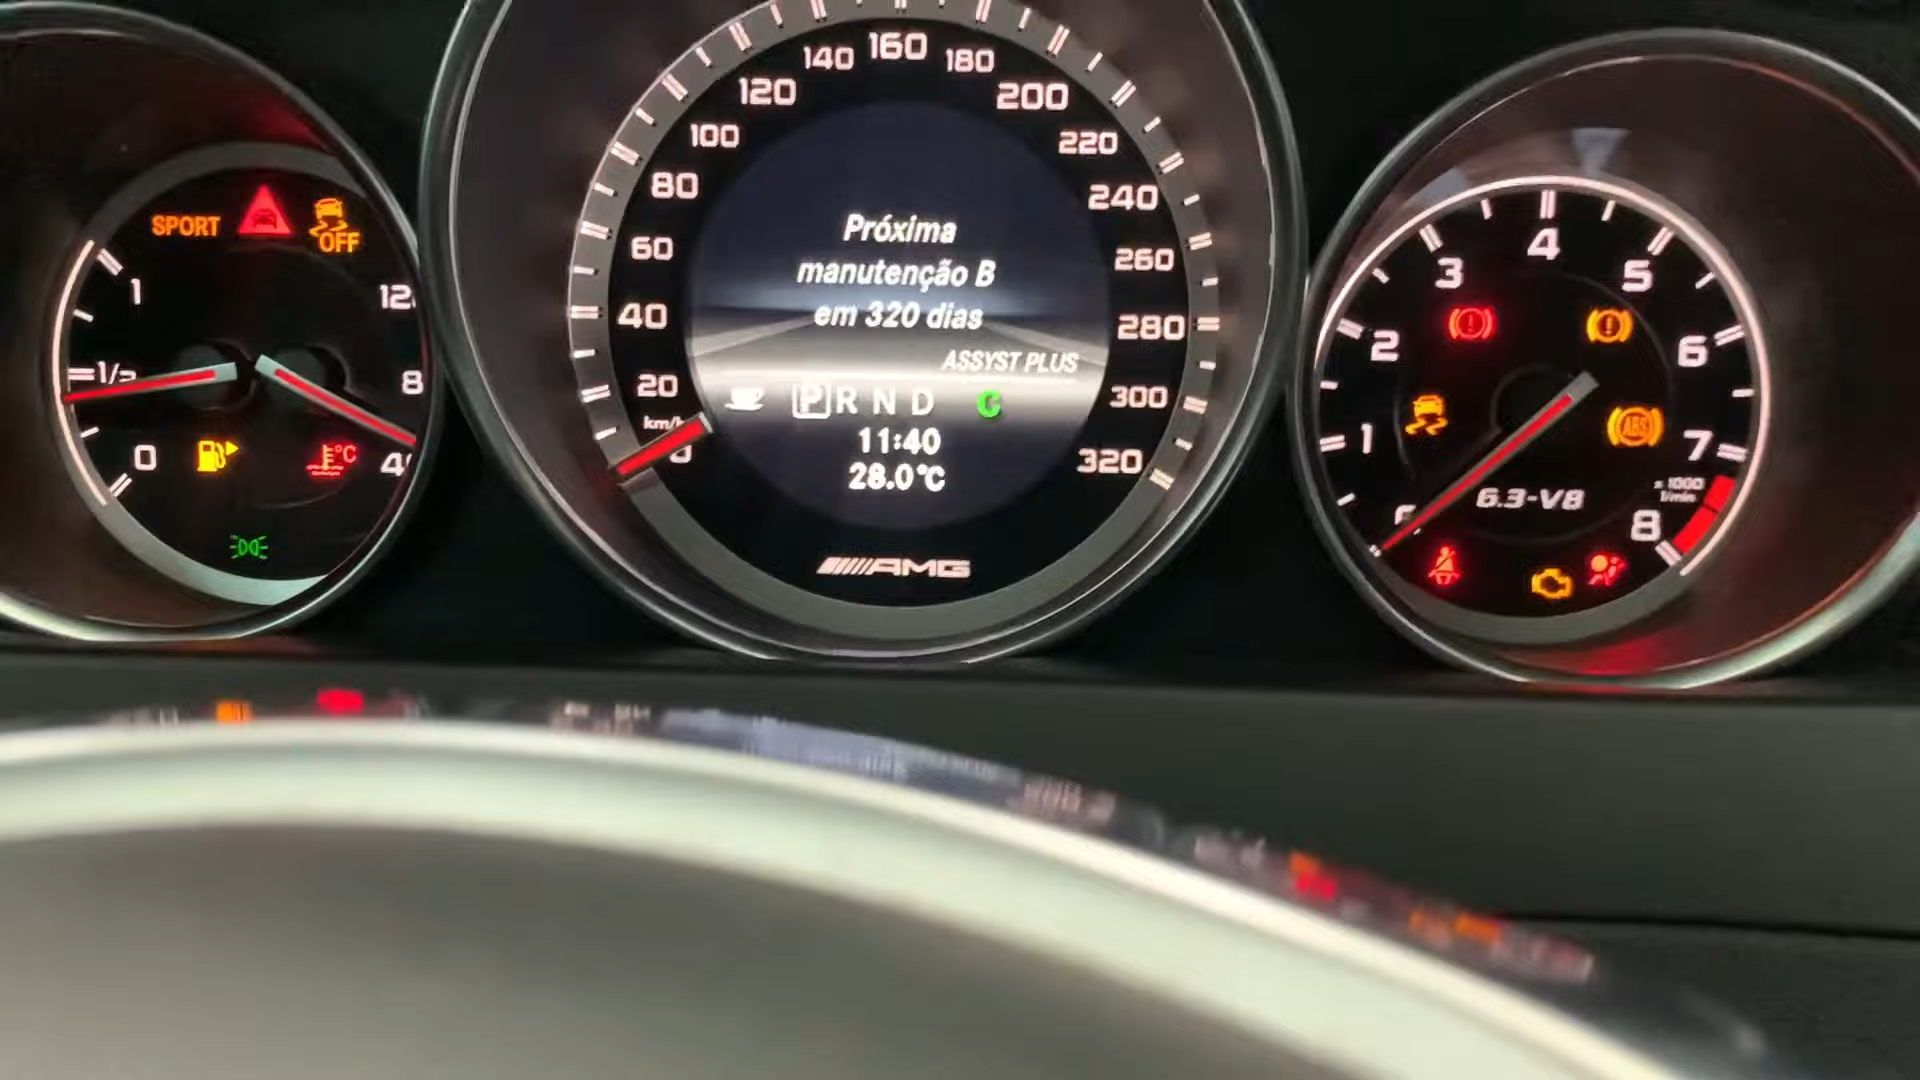 SPORT
OFF
1
1/2
0
12
8
4
°C
0
20
40
60
80
100
120
140
160
180
200
220
240
260
280
300
320
km/h
Próxima
manutenção B
em 320 dias
ASSYST PLUS
P R N D C
11:40
28.0°C
AMG
1
2
3
4
5
6
7
8
x 1000
1/min
6.3-V8
ABS